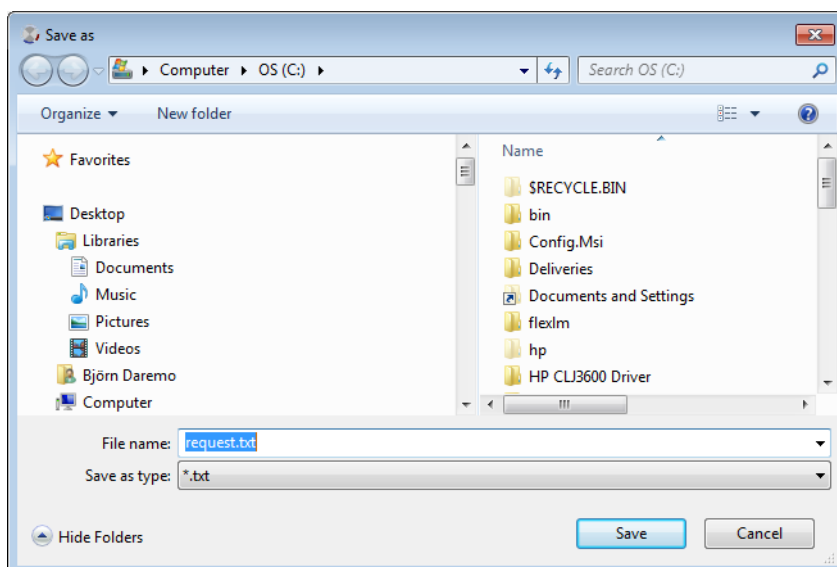 Save as
Computer OS (C:)
Search OS (C:)
Organize
New folder
Favorites
Desktop
Libraries
Documents
Music
Pictures
Videos
Björn Daremo
Computer
Name
$RECYCLE.BIN
bin
Config.Msi
Deliveries
Documents and Settings
flexlm
hp
HP CLJ3600 Driver
File name: request.txt
Save as type: *.txt
Hide Folders
Save
Cancel